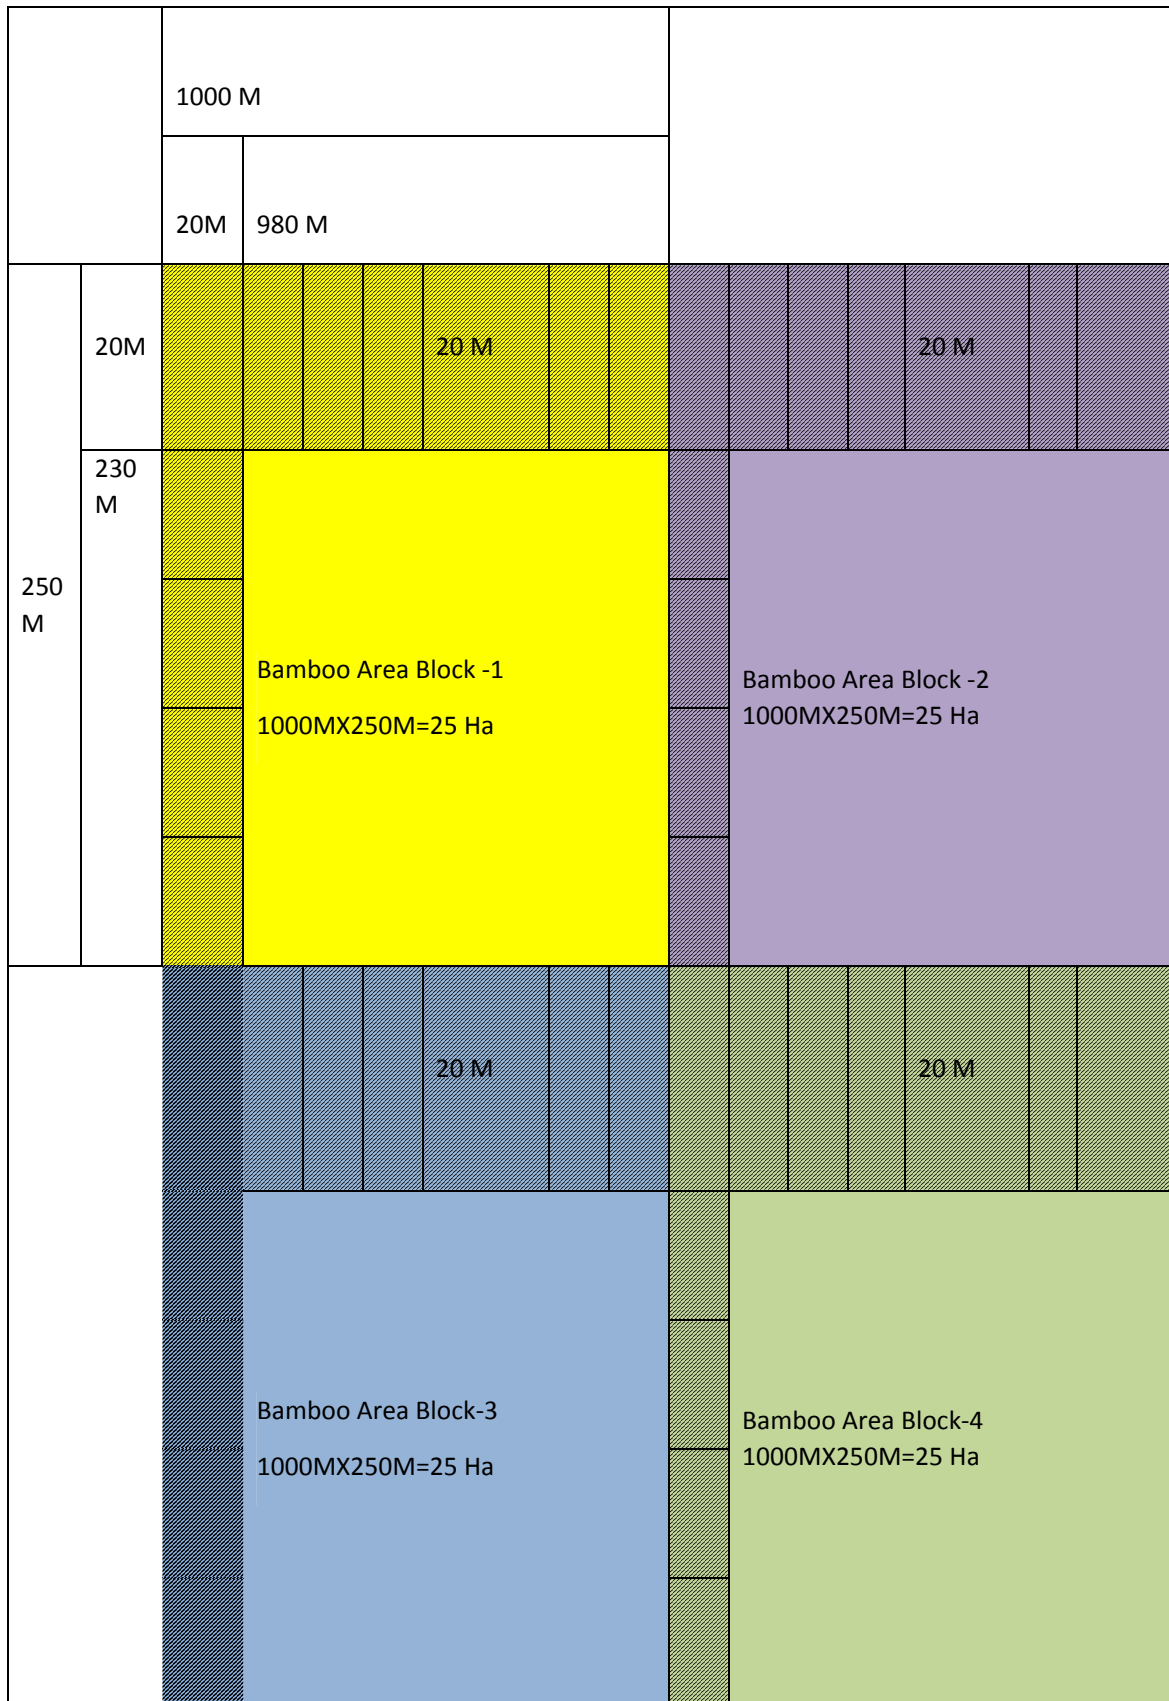 1000 M
20M
980 M
20M
20 M
20 M
230
M
250
M
Bamboo Area Block -1
1000MX250M=25 Ha
Bamboo Area Block -2
1000MX250M=25 Ha
20 M
20 M
Bamboo Area Block-3
1000MX250M=25 Ha
Bamboo Area Block-4
1000MX250M=25 Ha